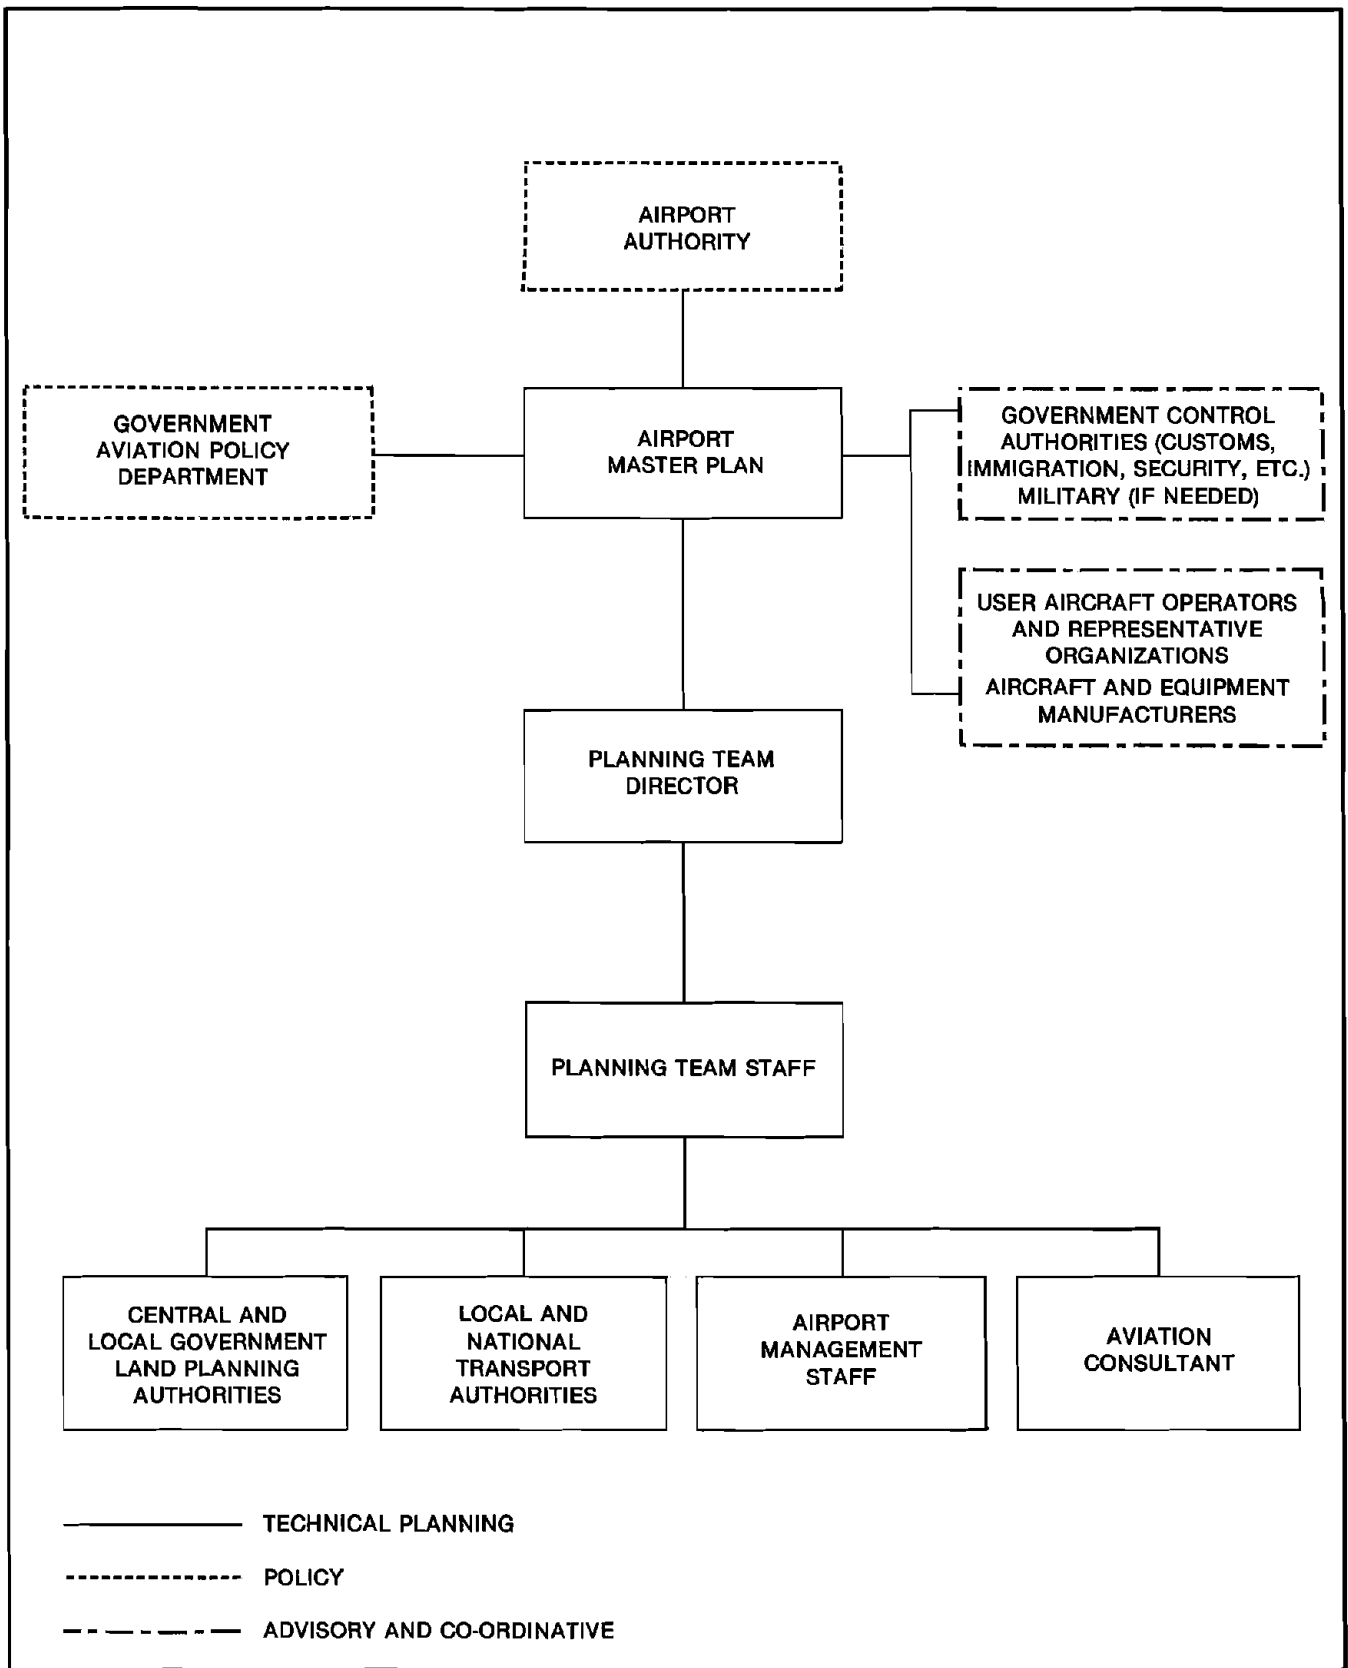 AIRPORT
AUTHORITY
GOVERNMENT
AVIATION POLICY
DEPARTMENT
AIRPORT
MASTER PLAN
GOVERNMENT CONTROL
AUTHORITIES (CUSTOMS,
IMMIGRATION, SECURITY, ETC.)
MILITARY (IF NEEDED)
USER AIRCRAFT OPERATORS
AND REPRESENTATIVE
ORGANIZATIONS
AIRCRAFT AND EQUIPMENT
MANUFACTURERS
PLANNING TEAM
DIRECTOR
PLANNING TEAM STAFF
CENTRAL AND
LOCAL GOVERNMENT
LAND PLANNING
AUTHORITIES
LOCAL AND
NATIONAL
TRANSPORT
AUTHORITIES
AIRPORT
MANAGEMENT
STAFF
AVIATION
CONSULTANT
TECHNICAL PLANNING
POLICY
ADVISORY AND CO-ORDINATIVE